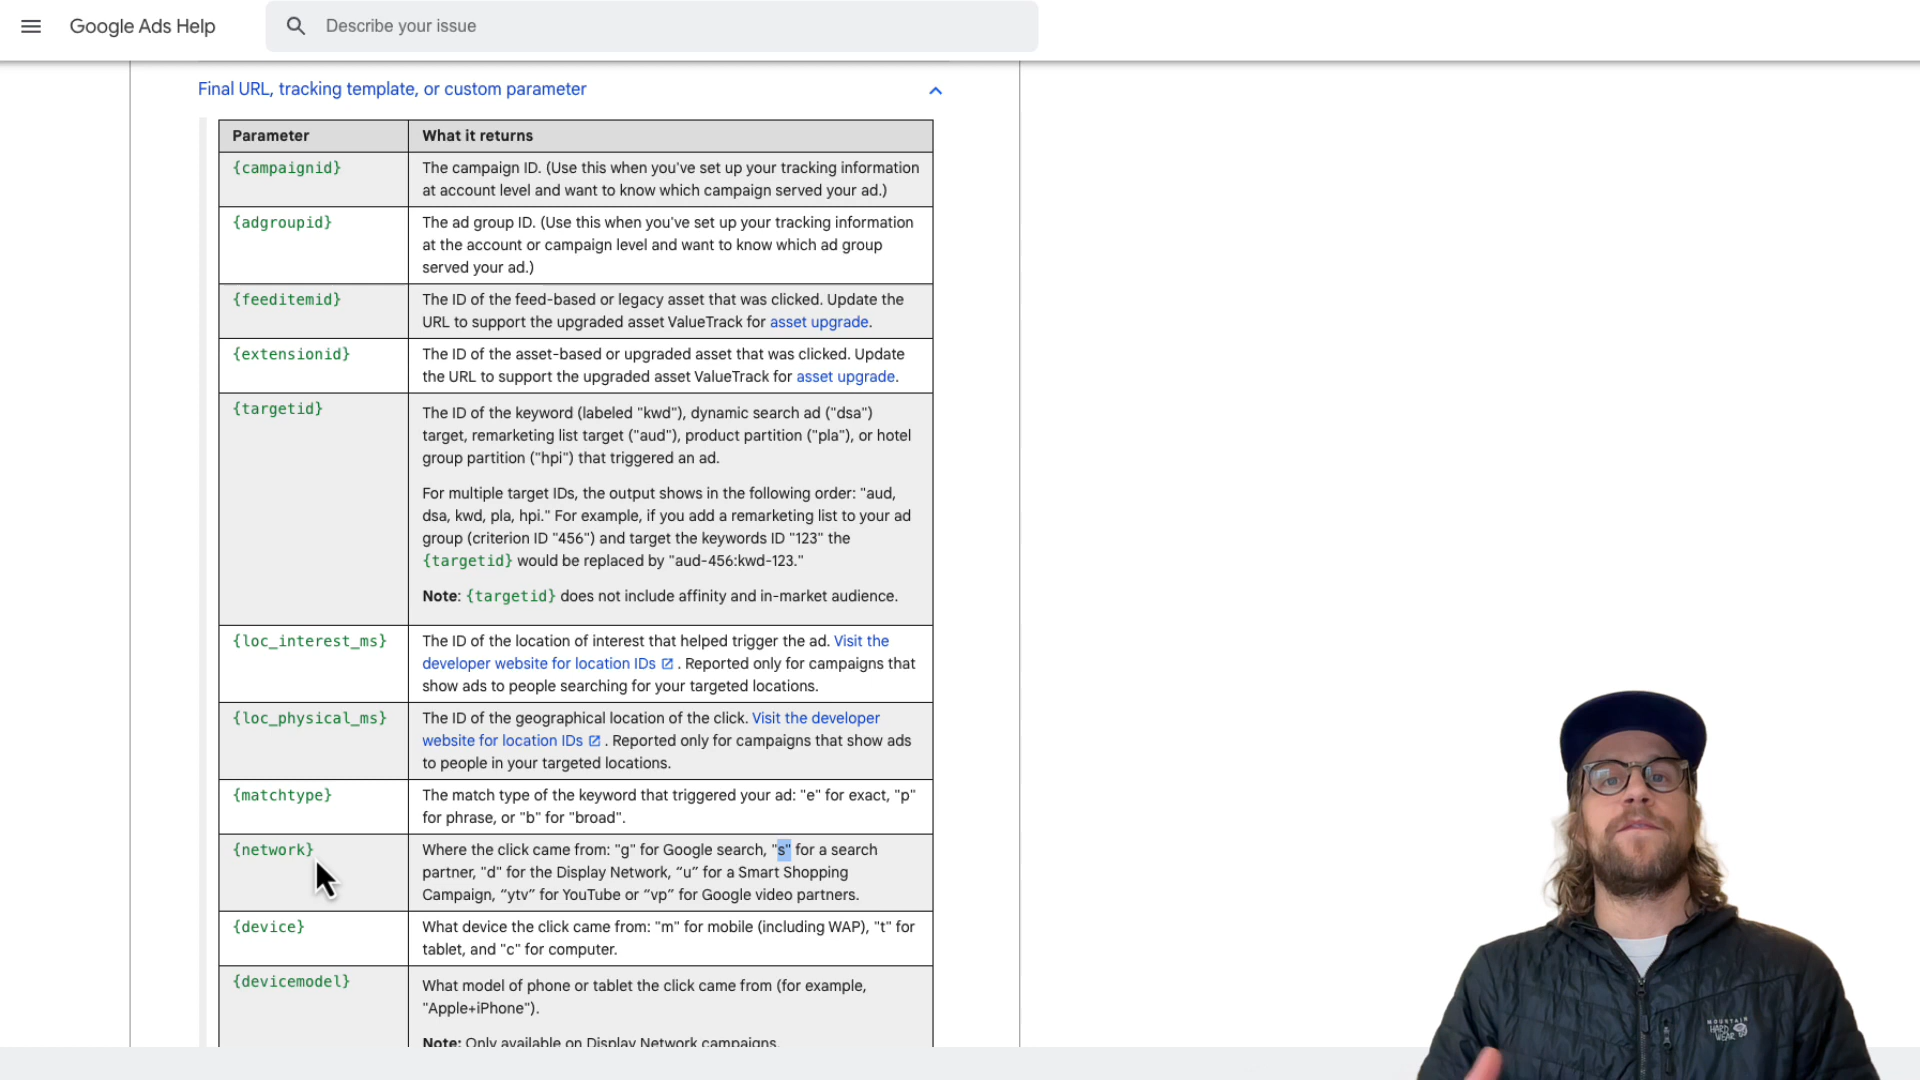 Google Ads Help
Describe your issue
Final URL, tracking template, or custom parameter
Parameter
What it returns
{campaignid}
The campaign ID. (Use this when you've set up your tracking information
at account level and want to know which campaign served your ad.)
{adgroupid}
The ad group ID. (Use this when you've set up your tracking information
at the account or campaign level and want to know which ad group
served your ad.)
{feeditemid}
The ID of the feed-based or legacy asset that was clicked. Update the
URL to support the upgraded asset ValueTrack for asset upgrade.
{extensionid}
The ID of the asset-based or upgraded asset that was clicked. Update
the URL to support the upgraded asset ValueTrack for asset upgrade.
{targetid}
The ID of the keyword (labeled "kwd"), dynamic search ad ("dsa")
target, remarketing list target ("aud"), product partition ("pla"), or hotel
group partition ("hpi") that triggered an ad.
For multiple target IDs, the output shows in the following order: "aud,
dsa, kwd, pla, hpi." For example, if you add a remarketing list to your ad
group (criterion ID "456") and target the keywords ID "123" the
{targetid} would be replaced by "aud-456:kwd-123."
Note: {targetid} does not include affinity and in-market audience.
{loc_interest_ms}
The ID of the location of interest that helped trigger the ad. Visit the
developer website for location IDs. Reported only for campaigns that
show ads to people searching for your targeted locations.
{loc_physical_ms}
The ID of the geographical location of the click. Visit the developer
website for location IDs. Reported only for campaigns that show ads
to people in your targeted locations.
{matchtype}
The match type of the keyword that triggered your ad: "e" for exact, "p"
for phrase, or "b" for "broad".
{network}
Where the click came from: "g" for Google search, "s" for a search
partner, "d" for the Display Network, “u” for a Smart Shopping
Campaign, “ytv” for YouTube or “vp” for Google video partners.
{device}
What device the click came from: "m" for mobile (including WAP), "t" for
tablet, and "c" for computer.
{devicemodel}
What model of phone or tablet the click came from (for example,
"Apple+iPhone").
Note: Only available on Display Network campaigns.
MOUNTAIN
HARD
WEAR